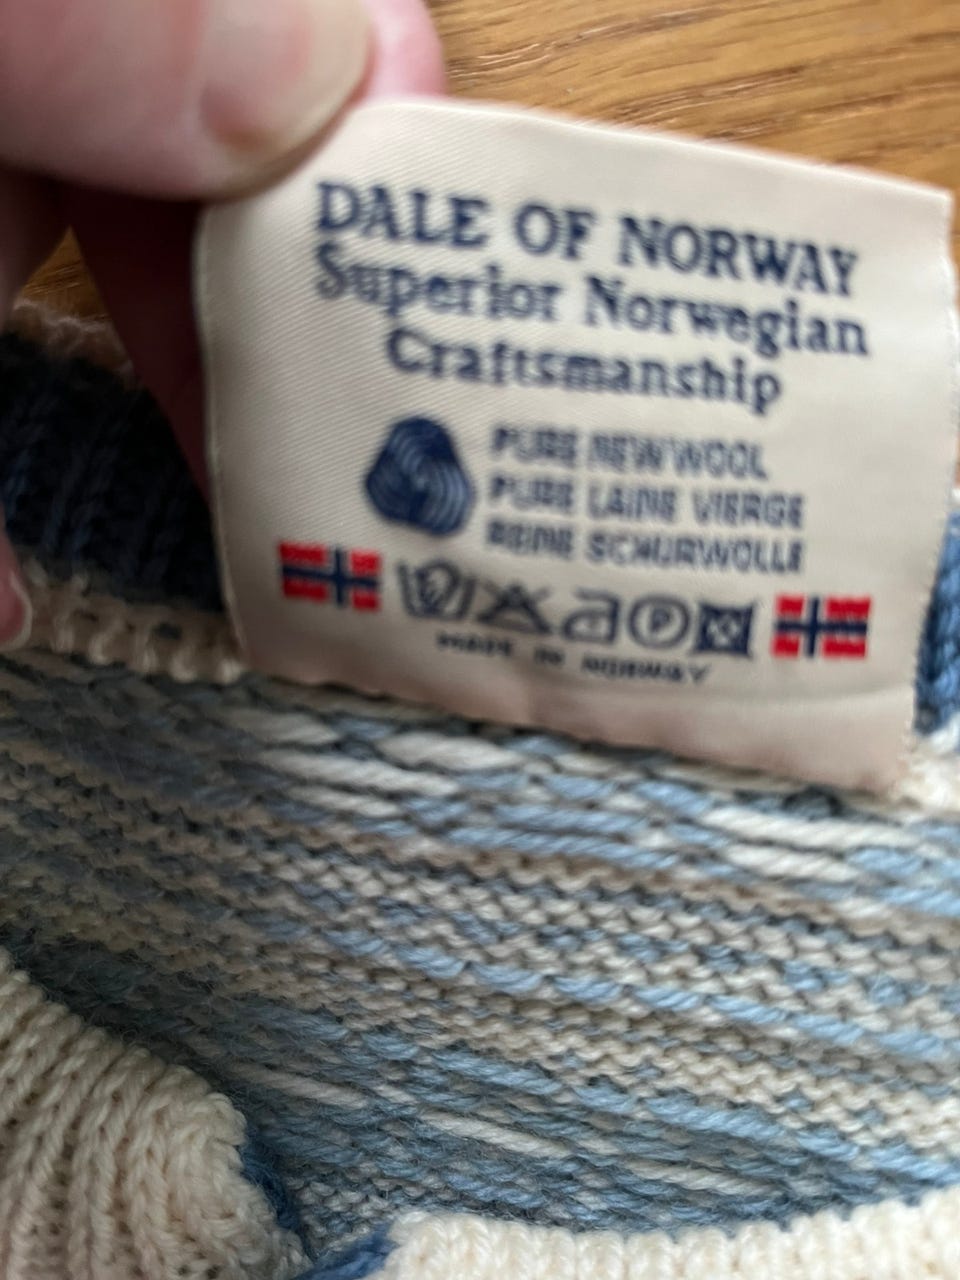 DALE OF NORWAY
Superior Norwegian
Craftsmanship
PURE NEW WOOL
PURE LAINE VIERGE
REINE SCHURWOLLE
P
MADE IN NORWAY